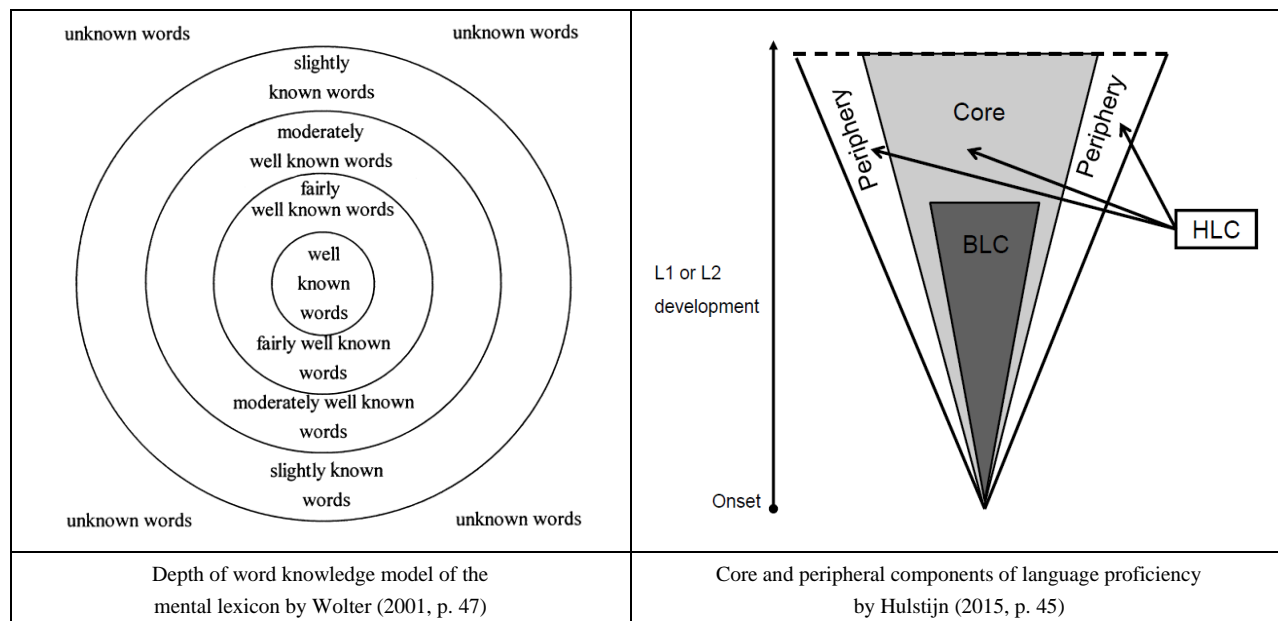 unknown words
unknown words
slightly
known words
moderately
well known words
fairly
well known words
well
known
words
fairly well known
words
moderately well known
words
slightly known
words
unknown words
unknown words
Depth of word knowledge model of the
mental lexicon by Wolter (2001, p. 47)
Periphery
Core
Periphery
BLC
HLC
L1 or L2
development
Onset
Core and peripheral components of language proficiency
by Hulstijn (2015, p. 45)